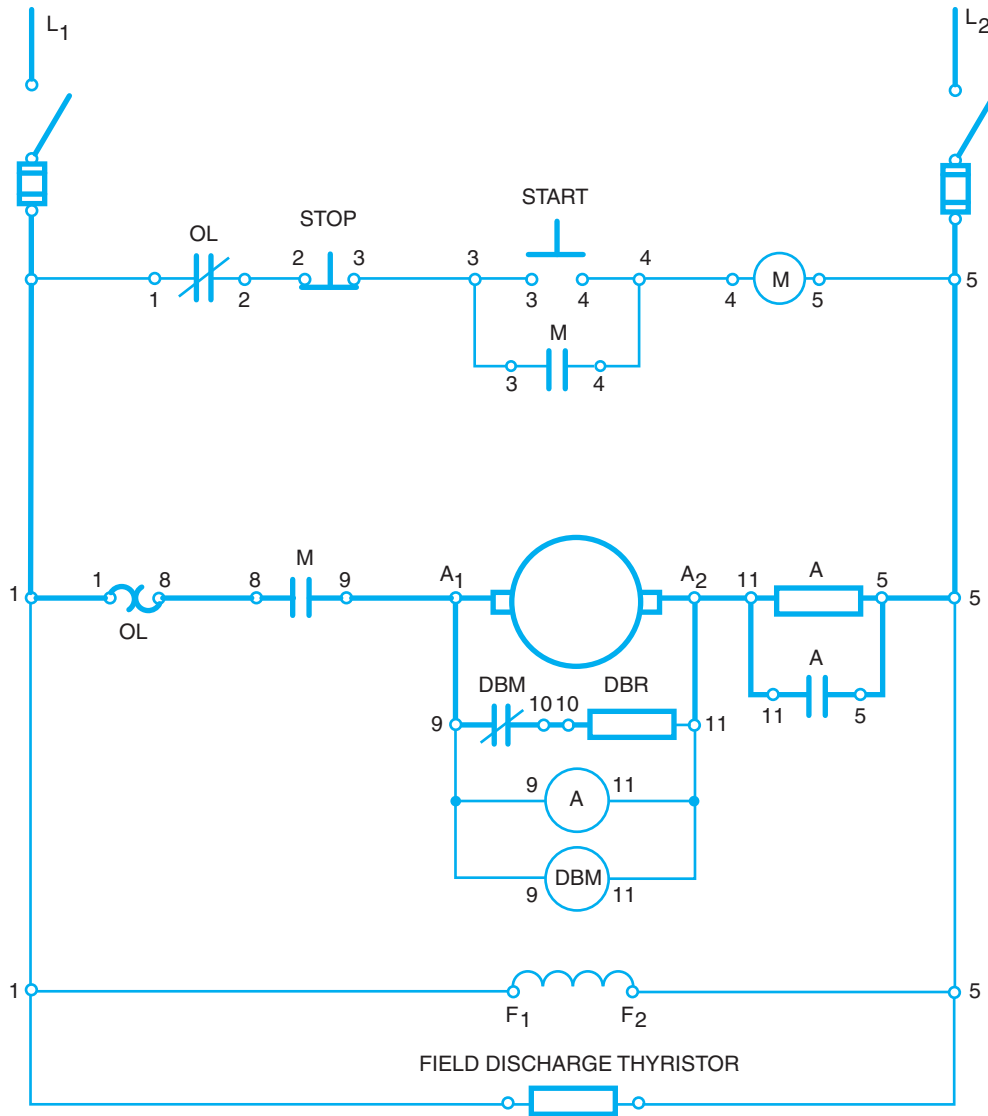 L1 L2
START
OL STOP
2 3 3 4
1 2 3 4 4 M 5 5
M
3 4
M A1 A2 A
1 1 8 8 9 11 5 5
OL
A
DBM DBR
10 10
9 11 11 5
9 11
A
DBM
9 11
1 5
F1 F2
FIELD DISCHARGE THYRISTOR